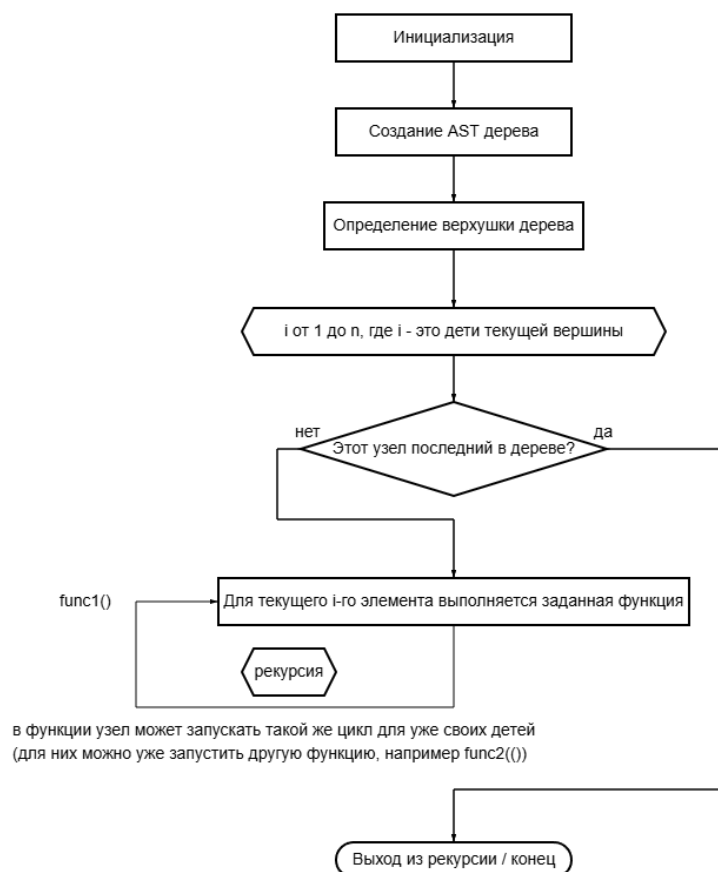 Инициализация
Создание AST дерева
Определение верхушки дерева
i от 1 до n, где i - это дети текущей вершины
нет
да
Этот узел последний в дереве?
func1()
Для текущего i-го элемента выполняется заданная функция
рекурсия
в функции узел может запускать такой же цикл для уже своих детей
(для них можно уже запустить другую функцию, например func2(())
Выход из рекурсии / конец